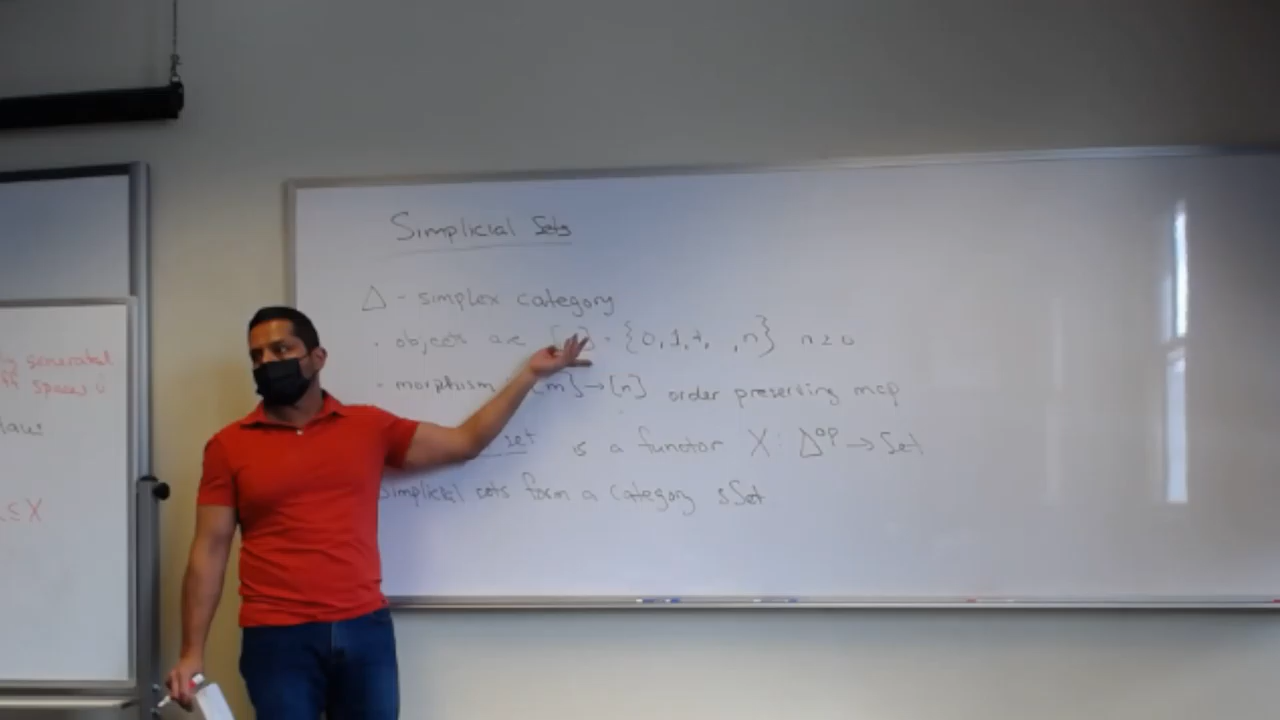 generated
spaces
≤ X
Simplicial Sets
Δ - simplex category
· objects are [ ] = {0,1,2, ,n} n ≥ 0
· morphism [m] → [n] order preserving map
set is a functor X: Δ^op → Set
Simplicial sets form a category sSet